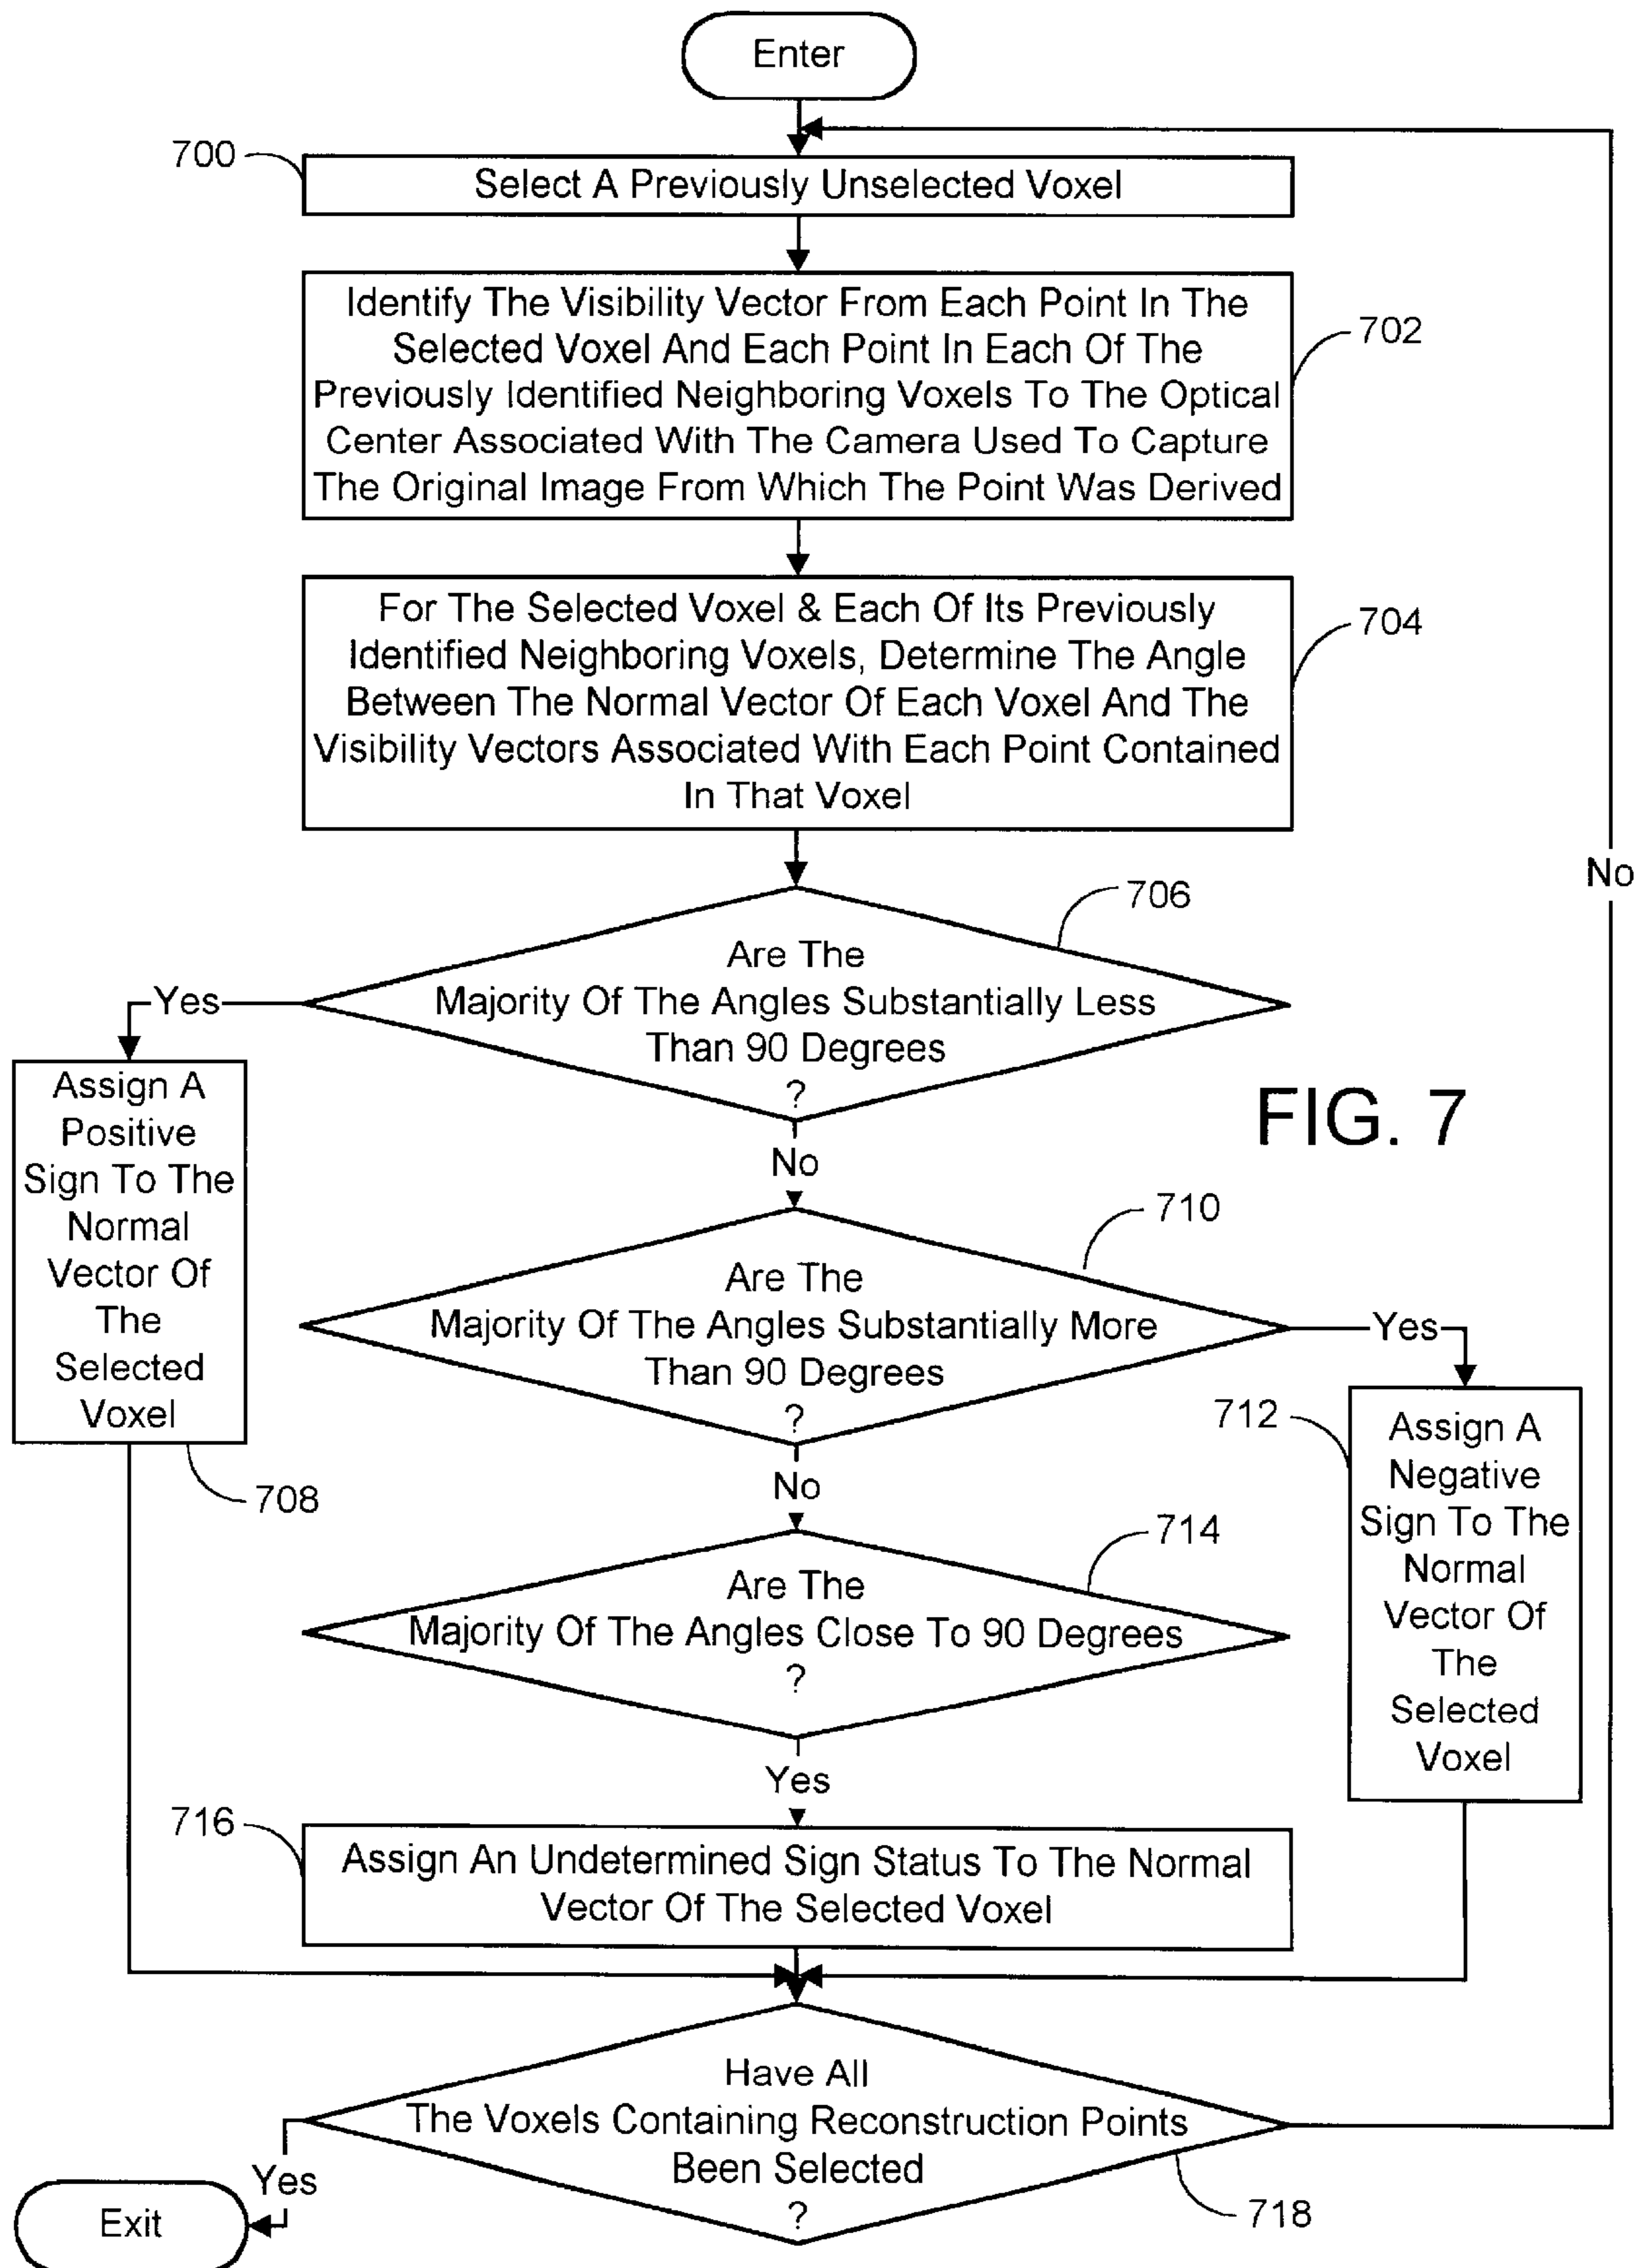 Enter
700
Select A Previously Unselected Voxel
Identify The Visibility Vector From Each Point In The
Selected Voxel And Each Point In Each Of The
Previously Identified Neighboring Voxels To The Optical
Center Associated With The Camera Used To Capture
The Original Image From Which The Point Was Derived
702
For The Selected Voxel & Each Of Its Previously
Identified Neighboring Voxels, Determine The Angle
Between The Normal Vector Of Each Voxel And The
Visibility Vectors Associated With Each Point Contained
In That Voxel
704
No
706
Are The
Majority Of The Angles Substantially Less
Than 90 Degrees
?
Yes
Assign A
Positive
Sign To The
Normal
Vector Of
The
Selected
Voxel
708
FIG. 7
No
710
Are The
Majority Of The Angles Substantially More
Than 90 Degrees
?
Yes
712
Assign A
Negative
Sign To The
Normal
Vector Of
The
Selected
Voxel
No
714
Are The
Majority Of The Angles Close To 90 Degrees
?
Yes
716
Assign An Undetermined Sign Status To The Normal
Vector Of The Selected Voxel
Have All
The Voxels Containing Reconstruction Points
Been Selected
?
718
Yes
Exit